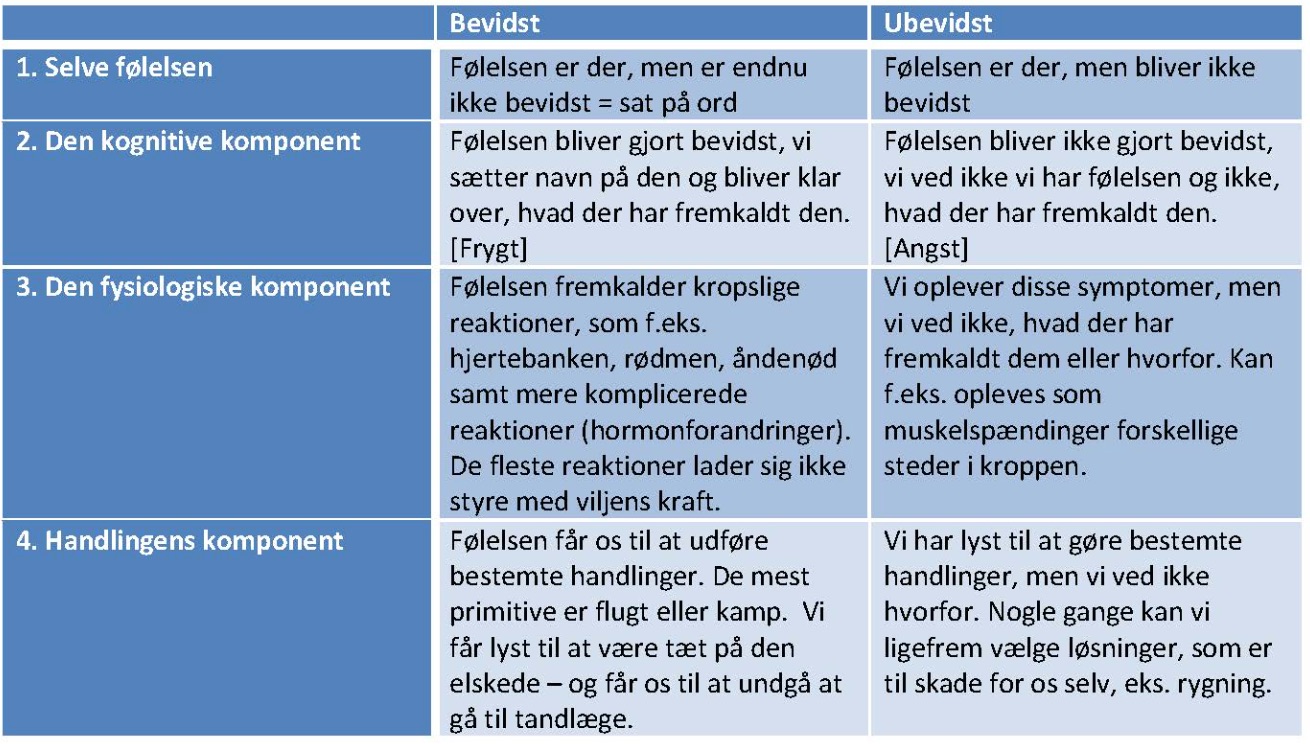 Bevidst
Ubevidst
1. Selve følelsen
Følelsen er der, men er endnu
ikke bevidst = sat på ord
Følelsen er der, men bliver ikke
bevidst
2. Den kognitive komponent
Følelsen bliver gjort bevidst, vi
sætter navn på den og bliver klar
over, hvad der har fremkaldt den.
[Frygt]
Følelsen bliver ikke gjort bevidst,
vi ved ikke vi har følelsen og ikke,
hvad der har fremkaldt den.
[Angst]
3. Den fysiologiske komponent
Følelsen fremkalder kropslige
reaktioner, som f.eks.
hjertebanken, rødmen, åndenød
samt mere komplicerede
reaktioner (hormonforandringer).
De fleste reaktioner lader sig ikke
styre med viljens kraft.
Vi oplever disse symptomer, men
vi ved ikke, hvad der har
fremkaldt dem eller hvorfor. Kan
f.eks. opleves som
muskelspændinger forskellige
steder i kroppen.
4. Handlingens komponent
Følelsen får os til at udføre
bestemte handlinger. De mest
primitive er flugt eller kamp.  Vi
får lyst til at være tæt på den
elskede – og får os til at undgå at
gå til tandlæge.
Vi har lyst til at gøre bestemte
handlinger, men vi ved ikke
hvorfor. Nogle gange kan vi
ligefrem vælge løsninger, som er
til skade for os selv, eks. rygning.